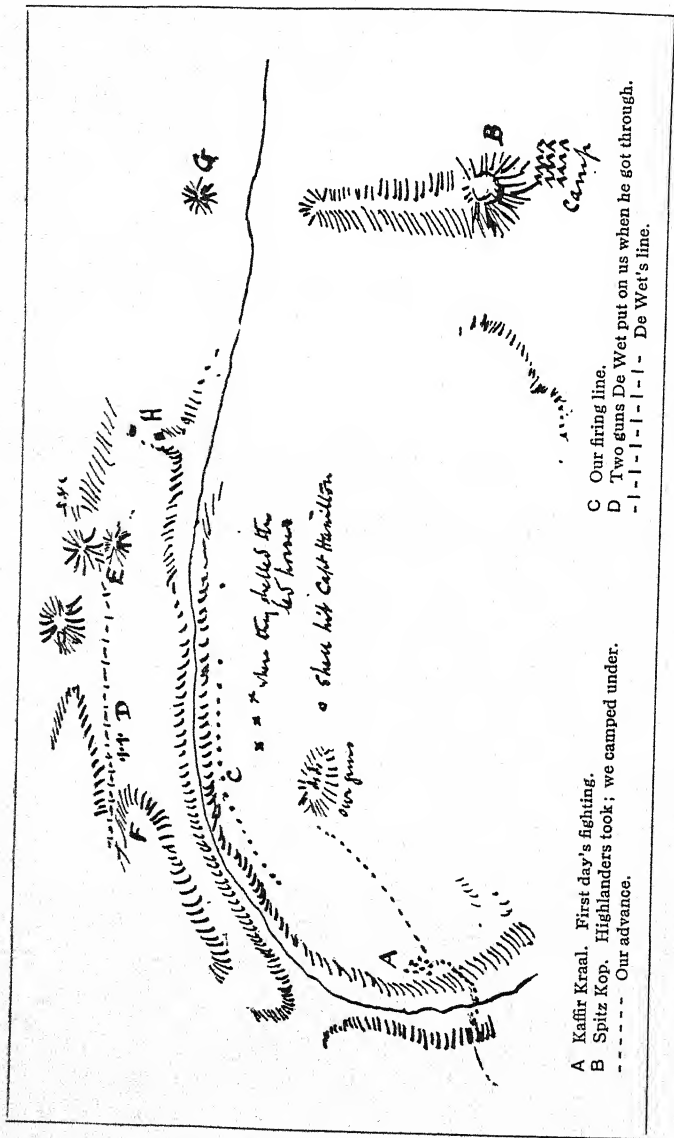 G
B
Camp
H
E
D
F
C
x x x where they shelled the
led horses
o Shell hit Capt Hamilton
our guns
A
A Kaffir Kraal. First day's fighting.
B Spitz Kop. Highlanders took; we camped under.
- - - - - - Our advance.
C Our firing line.
D Two guns De Wet put on us when he got through.
-l-l-l-l-l-l-l- De Wet's line.